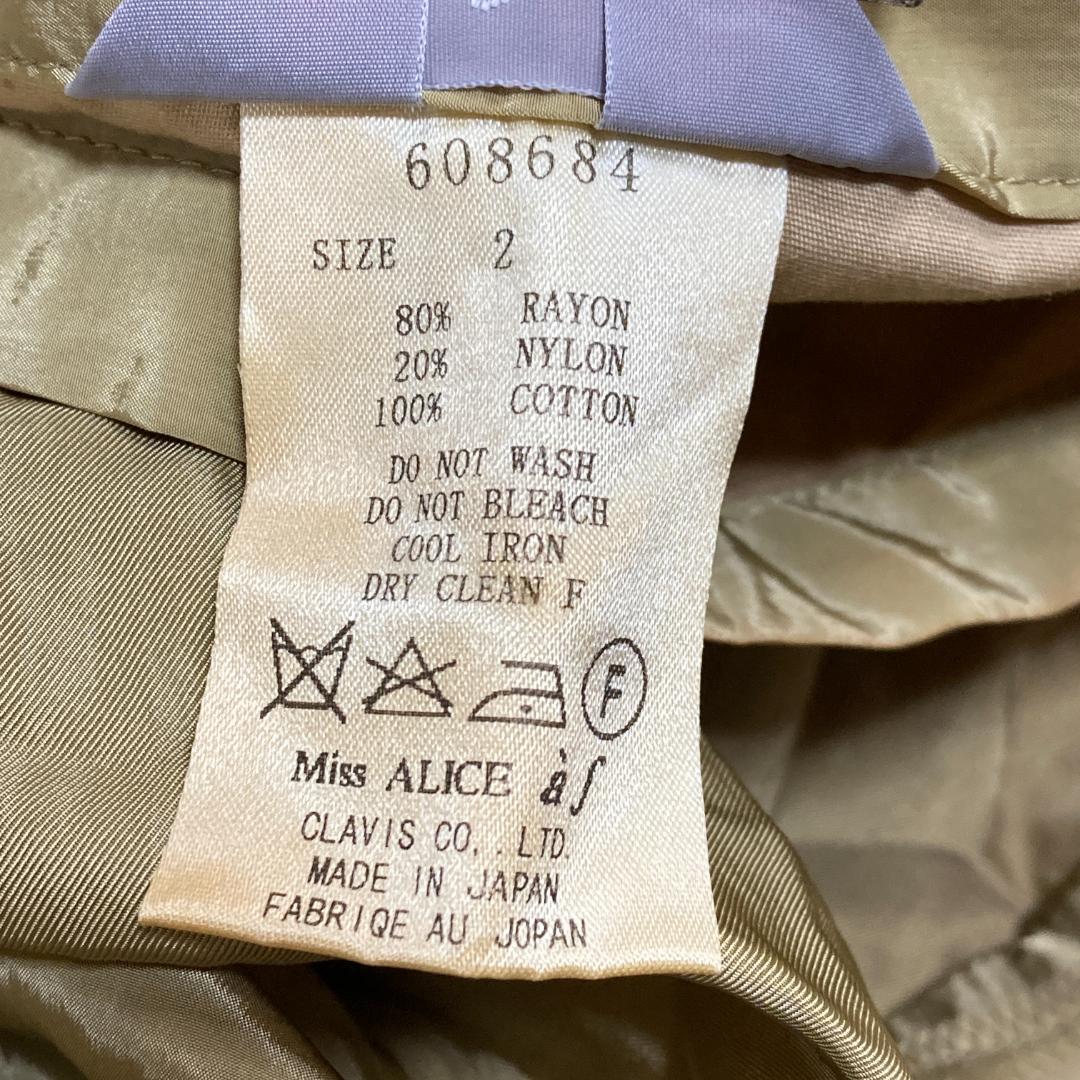 608684
SIZE 2
80% RAYON
20% NYLON
100% COTTON
DO NOT WASH
DO NOT BLEACH
COOL IRON
DRY CLEAN F
F
Miss ALICE à∫
CLAVIS CO,. LTD.
MADE IN JAPAN
FABRIQE AU JOPAN